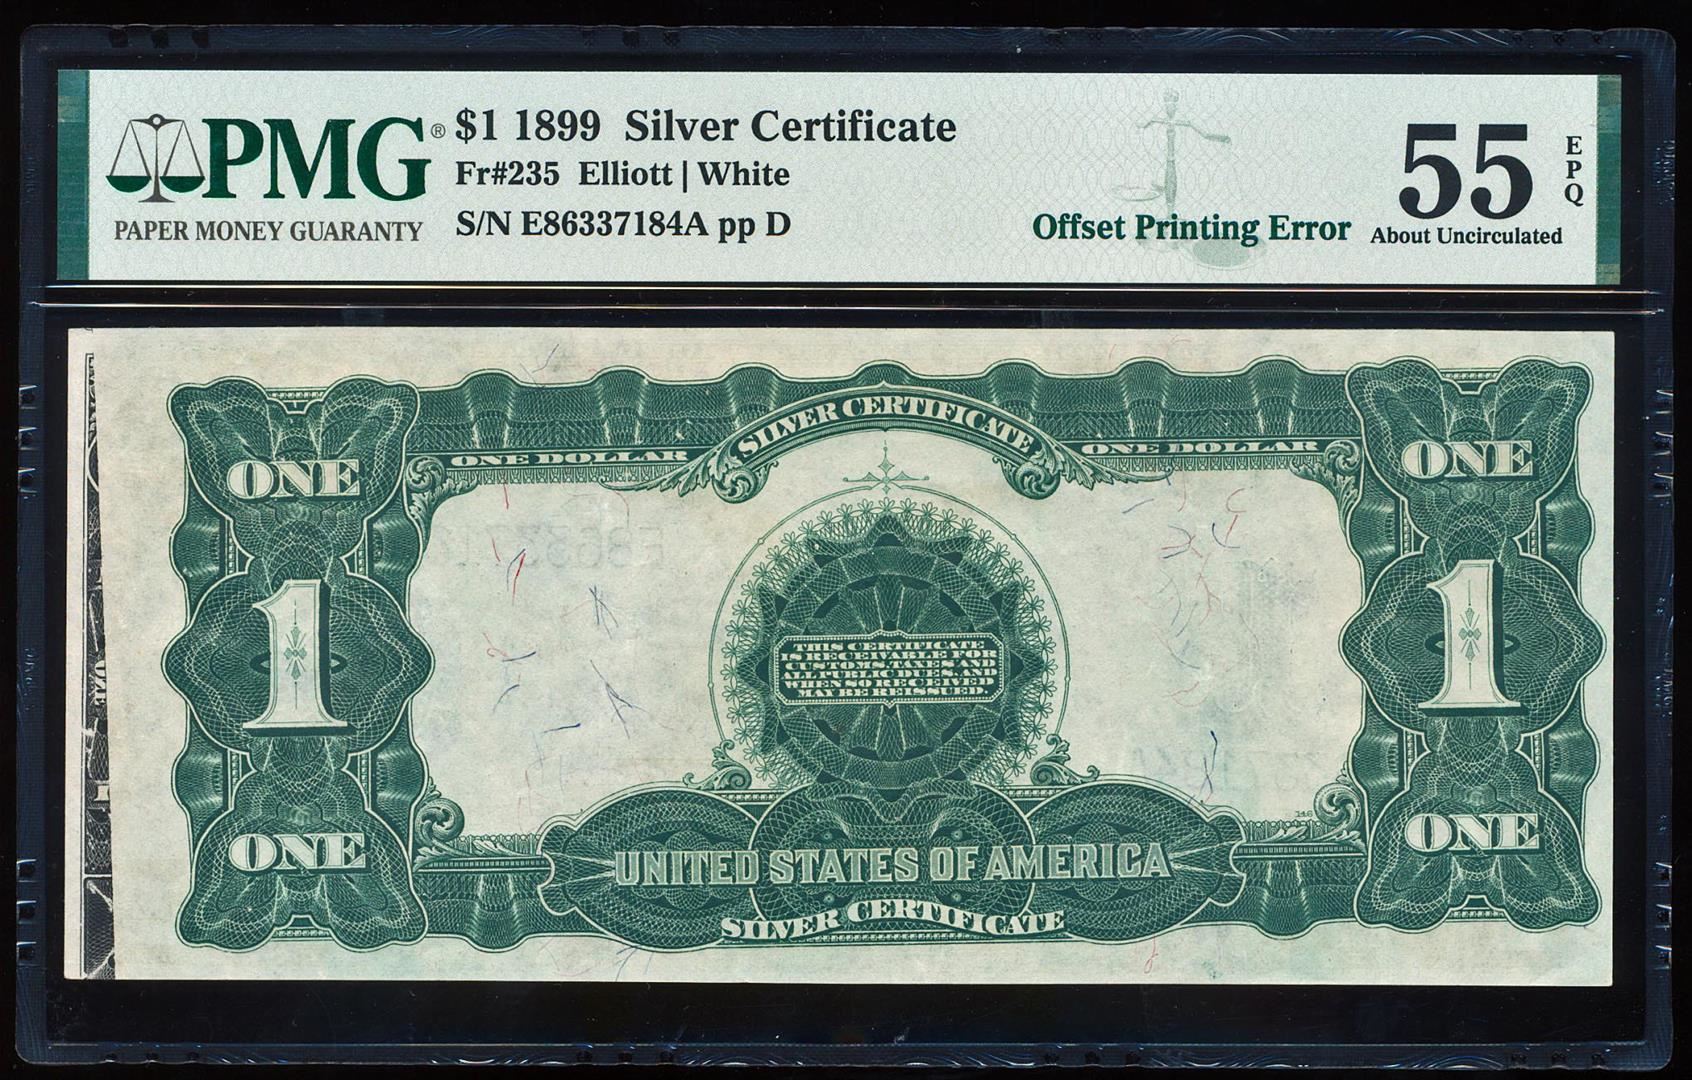 PMG®
PAPER MONEY GUARANTY
$1 1899 Silver Certificate
Fr#235 Elliott | White
S/N E86337184A pp D
Offset Printing Error
55
EPQ
About Uncirculated
SILVER CERTIFICATE
ONE DOLLAR
ONE DOLLAR
ONE
ONE
THIS CERTIFICATE
IS RECEIVABLE FOR
CUSTOMS, TAXES AND
ALL PUBLIC DUES AND
WHEN SO RECEIVED
MAY BE REISSUED.
1
1
146
ONE
ONE
UNITED STATES OF AMERICA
SILVER CERTIFICATE